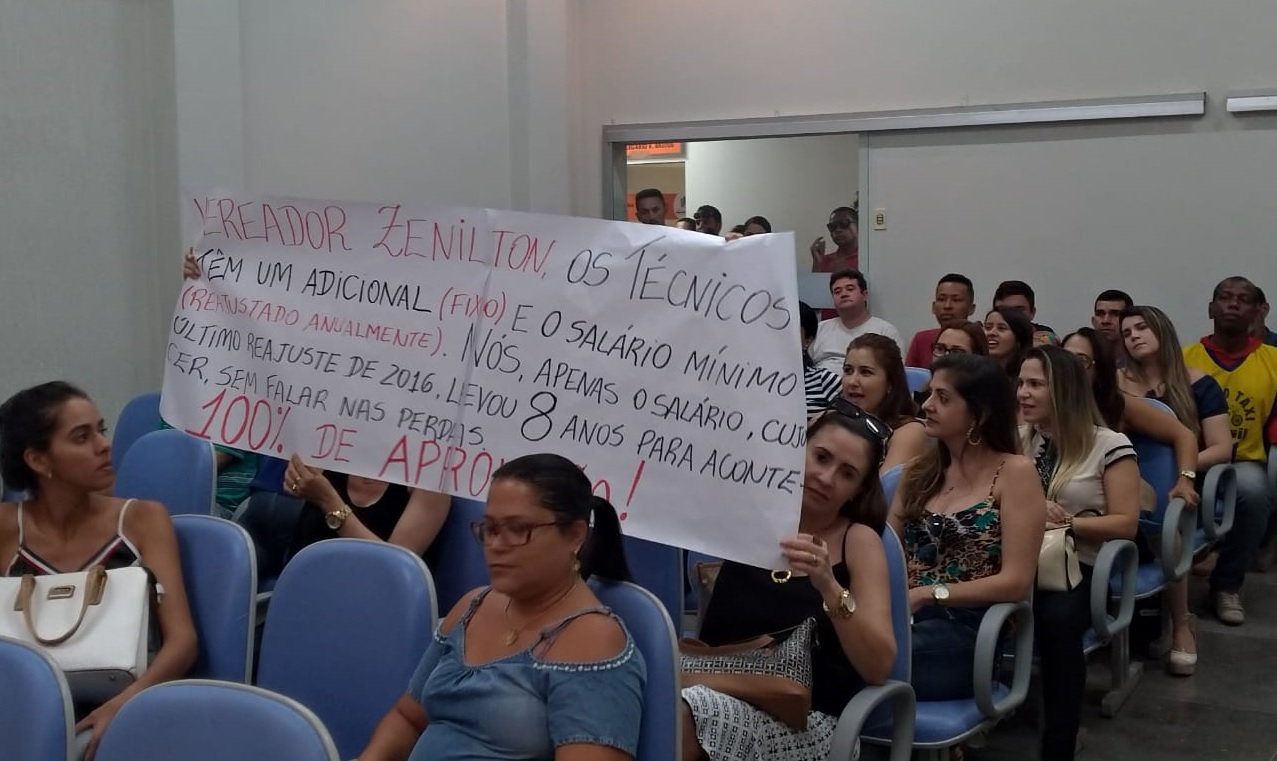 VEREADOR ZENILTON, OS TÉCNICOS
TÊM UM ADICIONAL (FIXO) E O SALÁRIO MÍNIMO
(REAJUSTADO ANUALMENTE). NÓS, APENAS O SALÁRIO, CUJO
ÚLTIMO REAJUSTE DE 2016, LEVOU 8 ANOS PARA ACONTE-
CER, SEM FALAR NAS PERDAS.
100% DE
TAXI